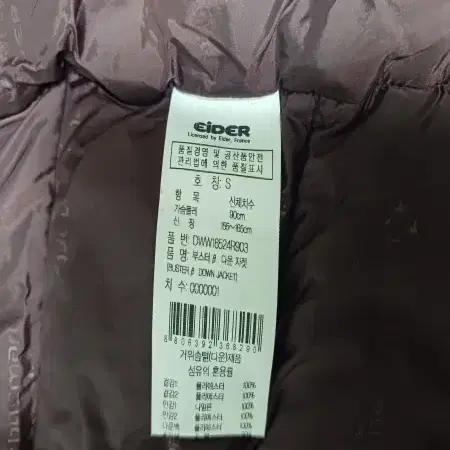 EIDER
Licensed by Eider, France
품질경영 및 공산품안전
관리법에 의한 품질표시
호 칭: S
항 목 신체치수
가슴둘레 90cm
신 장 155~165cm
품 번: DWW18524R903
품 명: 부스터 β 다운 자켓
(BUSTER β DOWN JACKET)
치 수: 0000001
8 806392 368290
거위솜털(다운)제품
섬유의 혼용률
겉감1 폴리에스터 100%
겉감2 폴리에스터 100%
안감1 나일론 100%
안감2 폴리에스터 100%
다운백 폴리에스터 100%